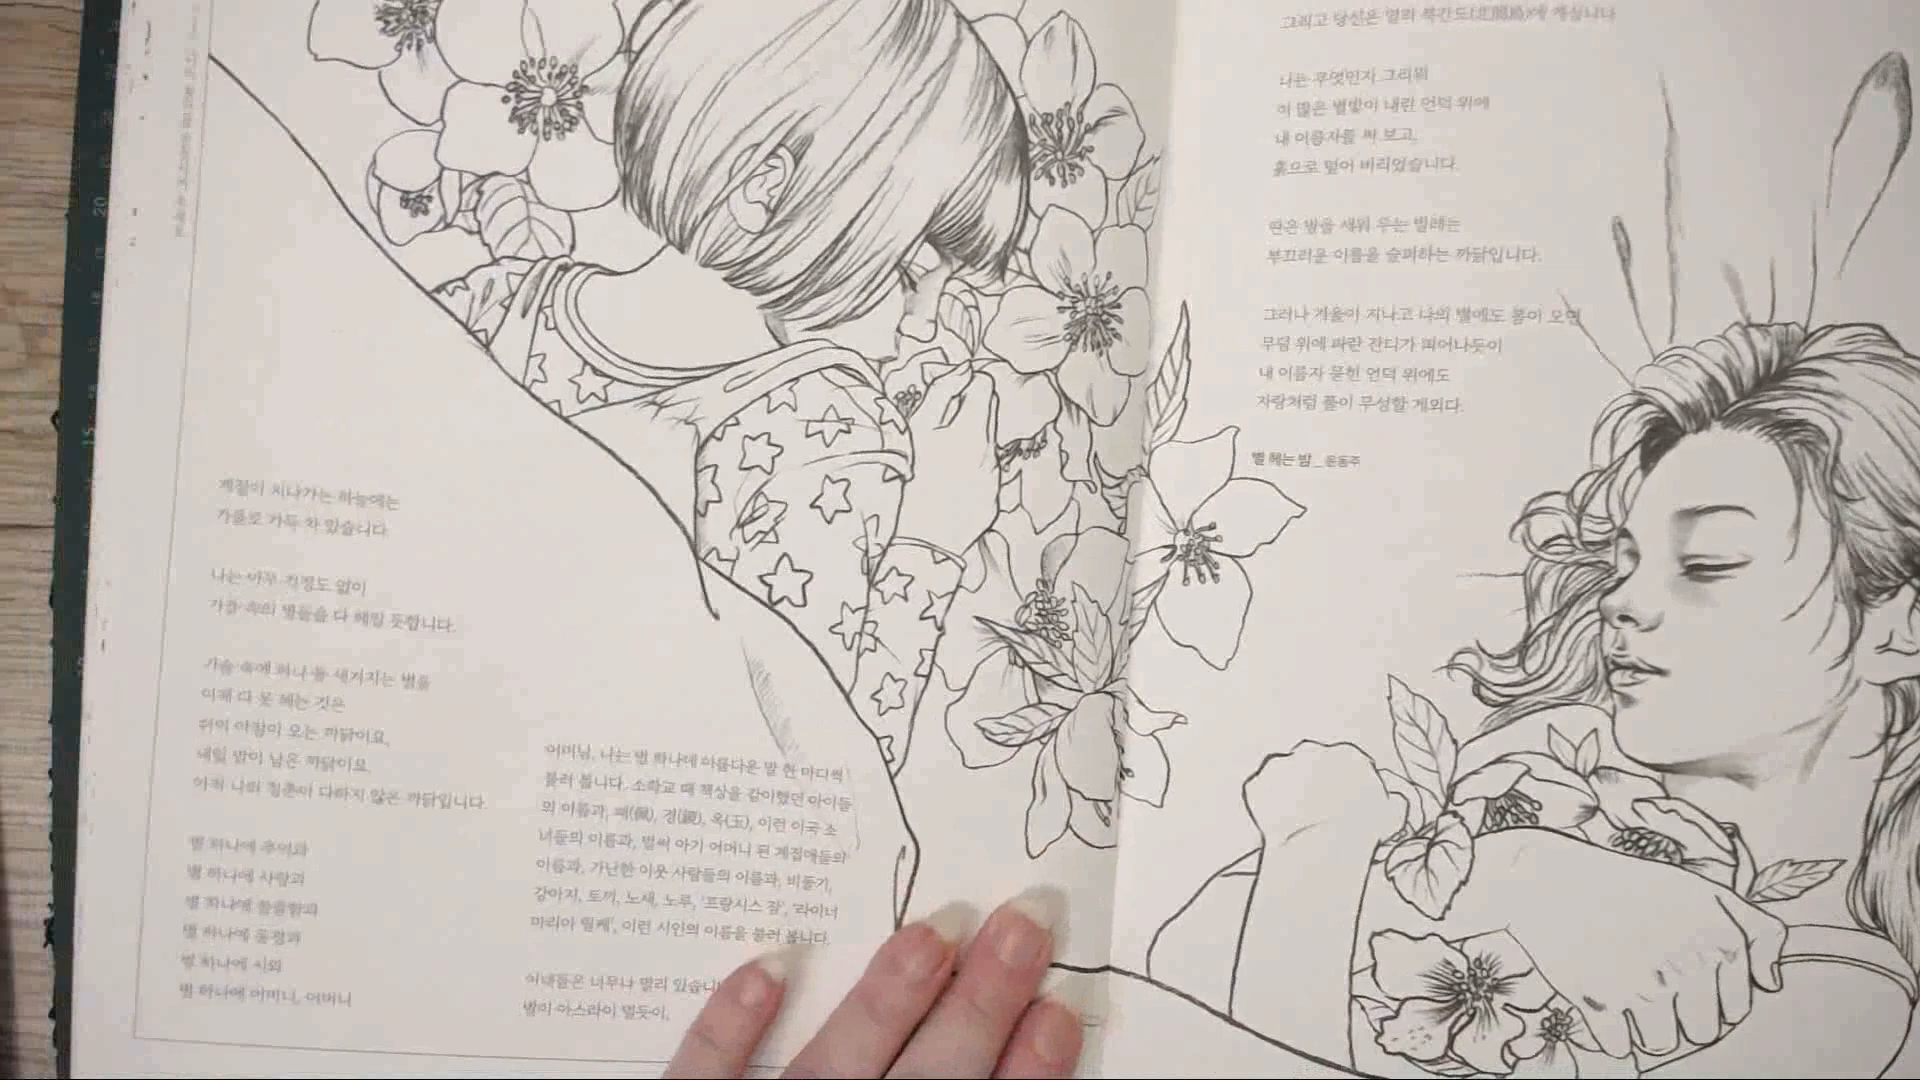 계절이 지나가는 하늘에는
가을로 가득 차 있습니다.
나는 아무 걱정도 없이
가을 속의 별들을 다 헤일 듯합니다.
가슴 속에 하나 둘 새겨지는 별을
이제 다 못 헤는 것은
쉬이 아침이 오는 까닭이요,
내일 밤이 남은 까닭이요,
아직 나의 청춘이 다하지 않은 까닭입니다.
별 하나에 추억과
별 하나에 사랑과
별 하나에 쓸쓸함과
별 하나에 동경과
별 하나에 시와
별 하나에 어머니, 어머니
어머님, 나는 별 하나에 아름다운 말 한 마디씩
불러 봅니다. 소학교 때 책상을 같이했던 아이들
의 이름과, 패(佩), 경(鏡), 옥(玉), 이런 이국 소
녀들의 이름과, 벌써 아기 어머니 된 계집애들의
이름과, 가난한 이웃 사람들의 이름과, 비둘기,
강아지, 토끼, 노새, 노루, '프랑시스 잠', '라이너
마리아 릴케', 이런 시인의 이름을 불러 봅니다.
이네들은 너무나 멀리 있습니
별이 아스라이 멀듯이,
그리고 당신은 멀리 북간도(北間島)에 계십니다
나는 무엇인지 그리워
이 많은 별빛이 내린 언덕 위에
내 이름자를 써 보고,
흙으로 덮어 버리었습니다.
딴은 밤을 새워 우는 벌레는
부끄러운 이름을 슬퍼하는 까닭입니다.
그러나 겨울이 지나고 나의 별에도 봄이 오면
무덤 위에 파란 잔디가 피어나듯이
내 이름자 묻힌 언덕 위에도
자랑처럼 풀이 무성할 게외다.
별 헤는 밤_윤동주
20
15